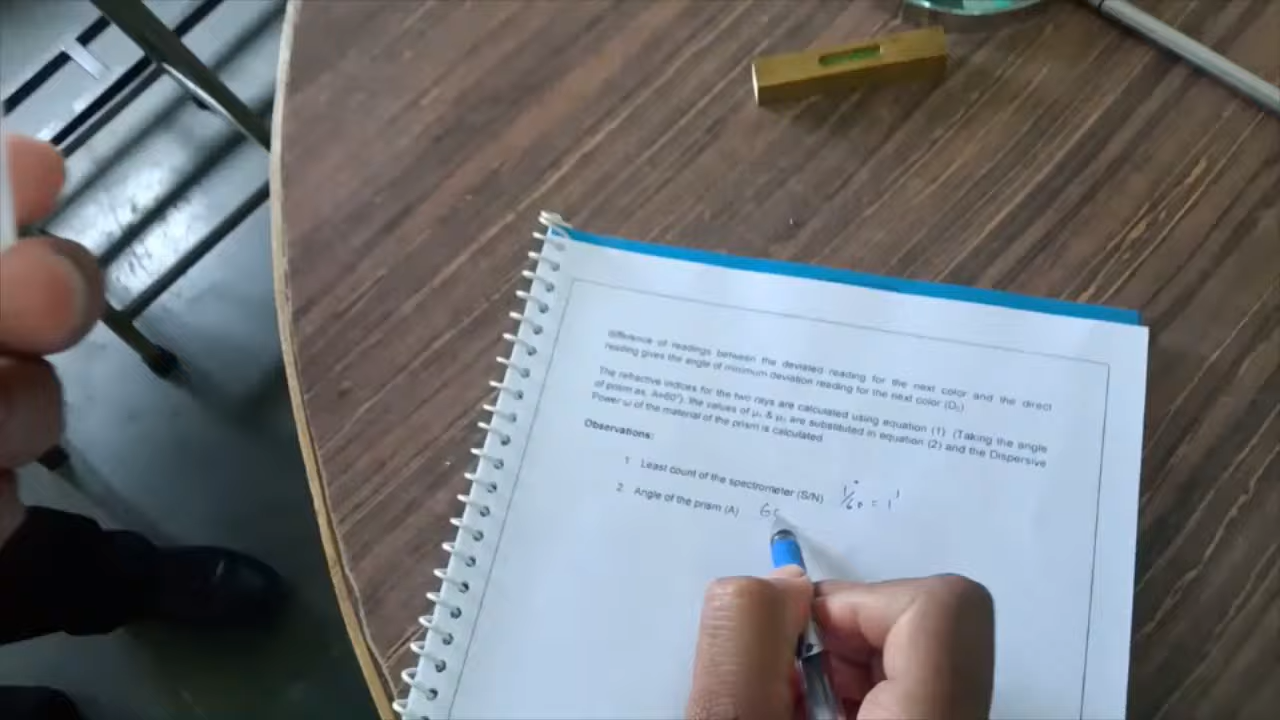 difference of readings between the deviated reading for the next color and the direct
reading gives the angle of minimum deviation reading for the next color (D₂)
The refractive indices for the two rays are calculated using equation (1) (Taking the angle
of prism as, A=60°), the values of μ₁ & μ₂ are substituted in equation (2) and the Dispersive
Power ω of the material of the prism is calculated
Observations:
1 Least count of the spectrometer (S/N) 1°/60 = 1'
2 Angle of the prism (A) 60